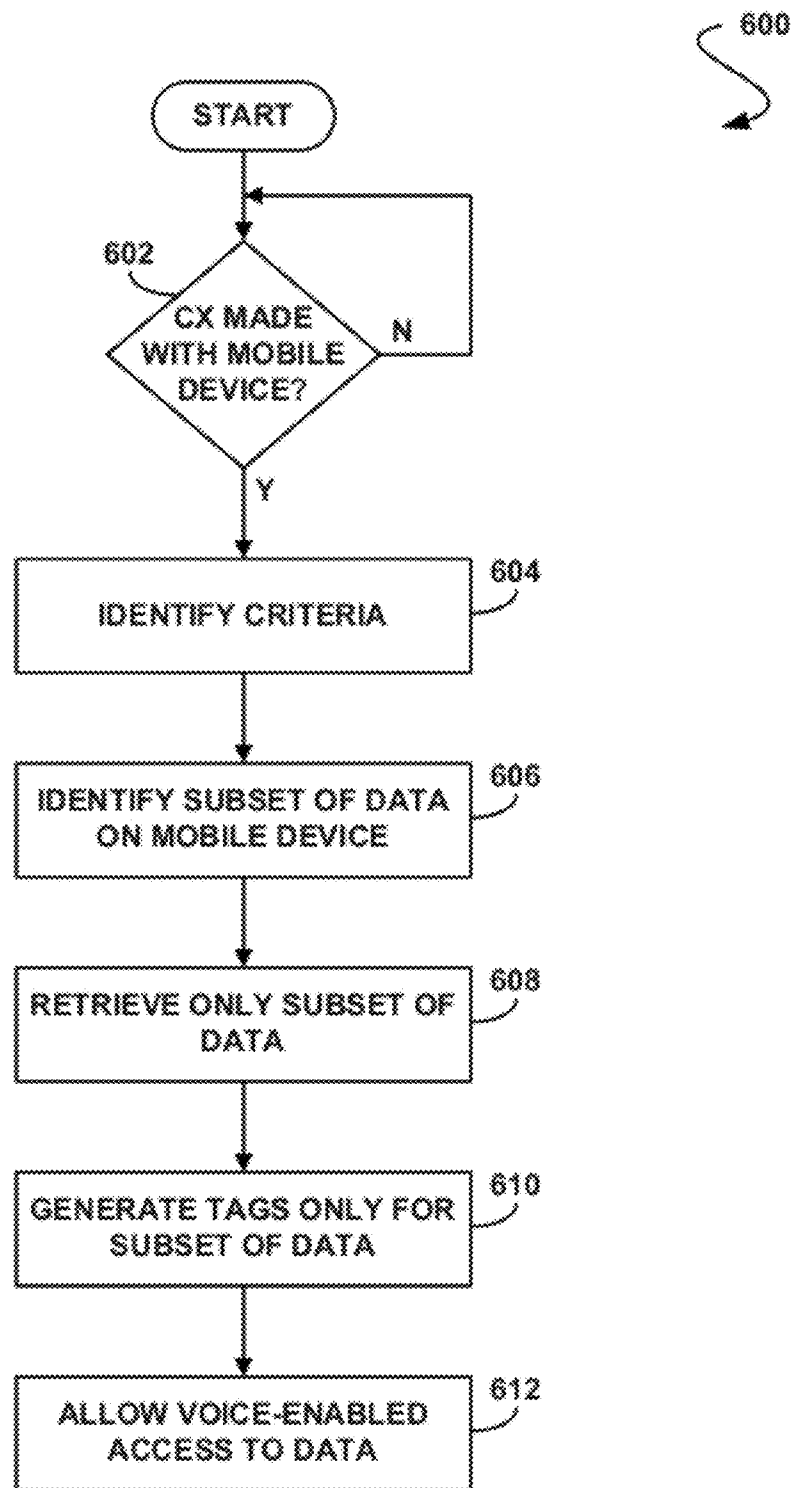 600
START
602
CX MADE
WITH MOBILE
DEVICE?
N
Y
604
IDENTIFY CRITERIA
606
IDENTIFY SUBSET OF DATA
ON MOBILE DEVICE
608
RETRIEVE ONLY SUBSET OF
DATA
610
GENERATE TAGS ONLY FOR
SUBSET OF DATA
612
ALLOW VOICE-ENABLED
ACCESS TO DATA